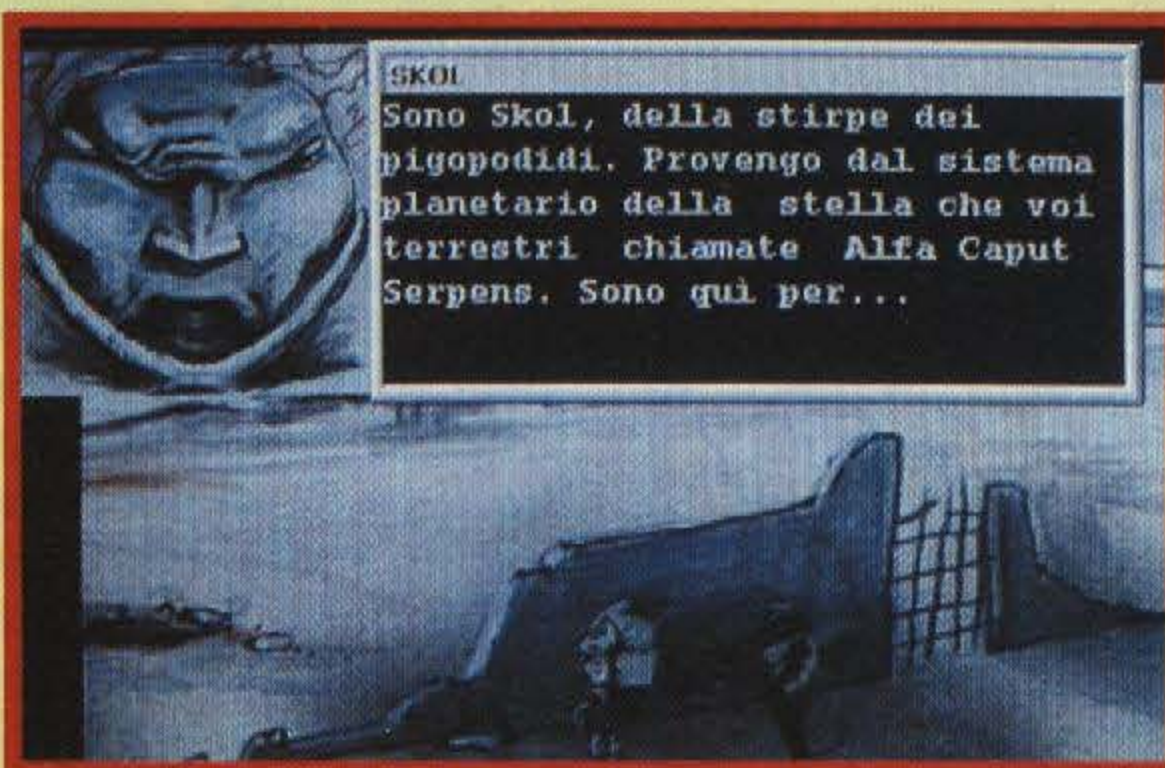 SKOL
Sono Skol, della stirpe dei
pigopodidi. Provengo dal sistema
planetario della stella che voi
terrestri chiamate Alfa Caput
Serpens. Sono quì per...